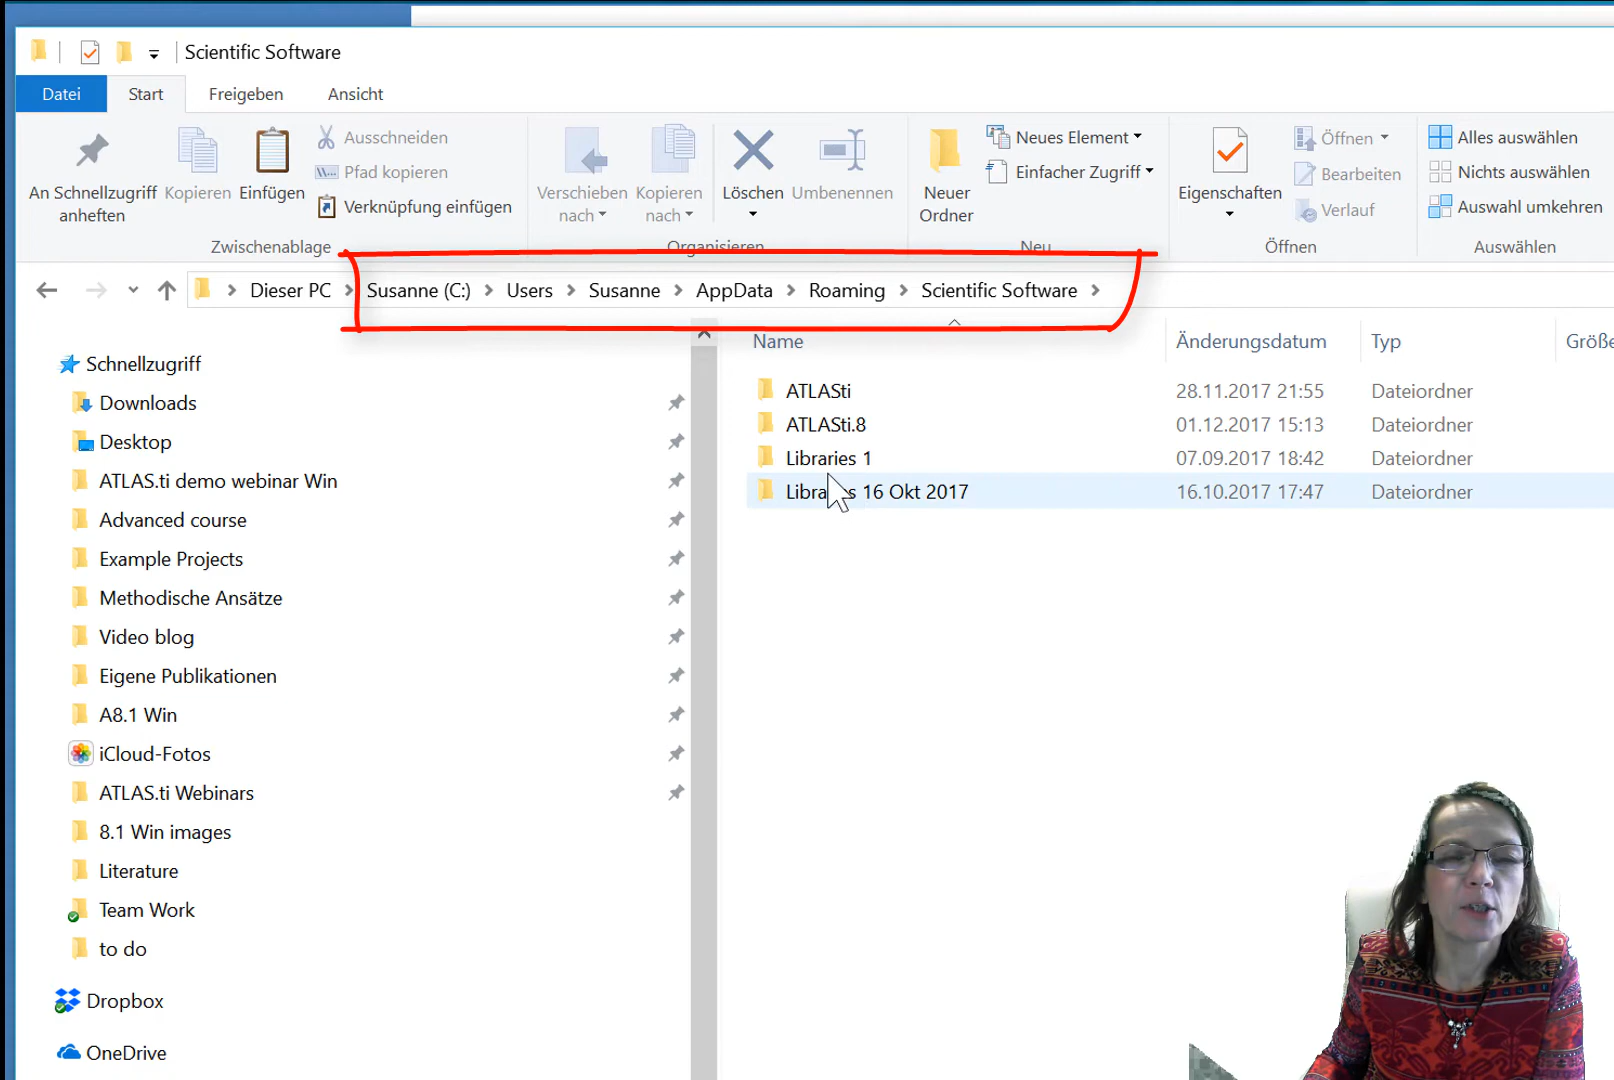 Scientific Software
Datei Start Freigeben Ansicht
An Schnellzugriff anheften
Kopieren
Einfügen
Ausschneiden
Pfad kopieren
Verknüpfung einfügen
Zwischenablage
Verschieben nach
Kopieren nach
Löschen
Umbenennen
Organisieren
Neuer Ordner
Neues Element
Einfacher Zugriff
Neu
Eigenschaften
Öffnen
Bearbeiten
Verlauf
Öffnen
Alles auswählen
Nichts auswählen
Auswahl umkehren
Auswählen
Dieser PC > Susanne (C:) > Users > Susanne > AppData > Roaming > Scientific Software >
Schnellzugriff
Downloads
Desktop
ATLAS.ti demo webinar Win
Advanced course
Example Projects
Methodische Ansätze
Video blog
Eigene Publikationen
A8.1 Win
iCloud-Fotos
ATLAS.ti Webinars
8.1 Win images
Literature
Team Work
to do
Dropbox
OneDrive
Name Änderungsdatum Typ Größe
ATLASti 28.11.2017 21:55 Dateiordner
ATLASti.8 01.12.2017 15:13 Dateiordner
Libraries 1 07.09.2017 18:42 Dateiordner
Libraries 16 Okt 2017 16.10.2017 17:47 Dateiordner